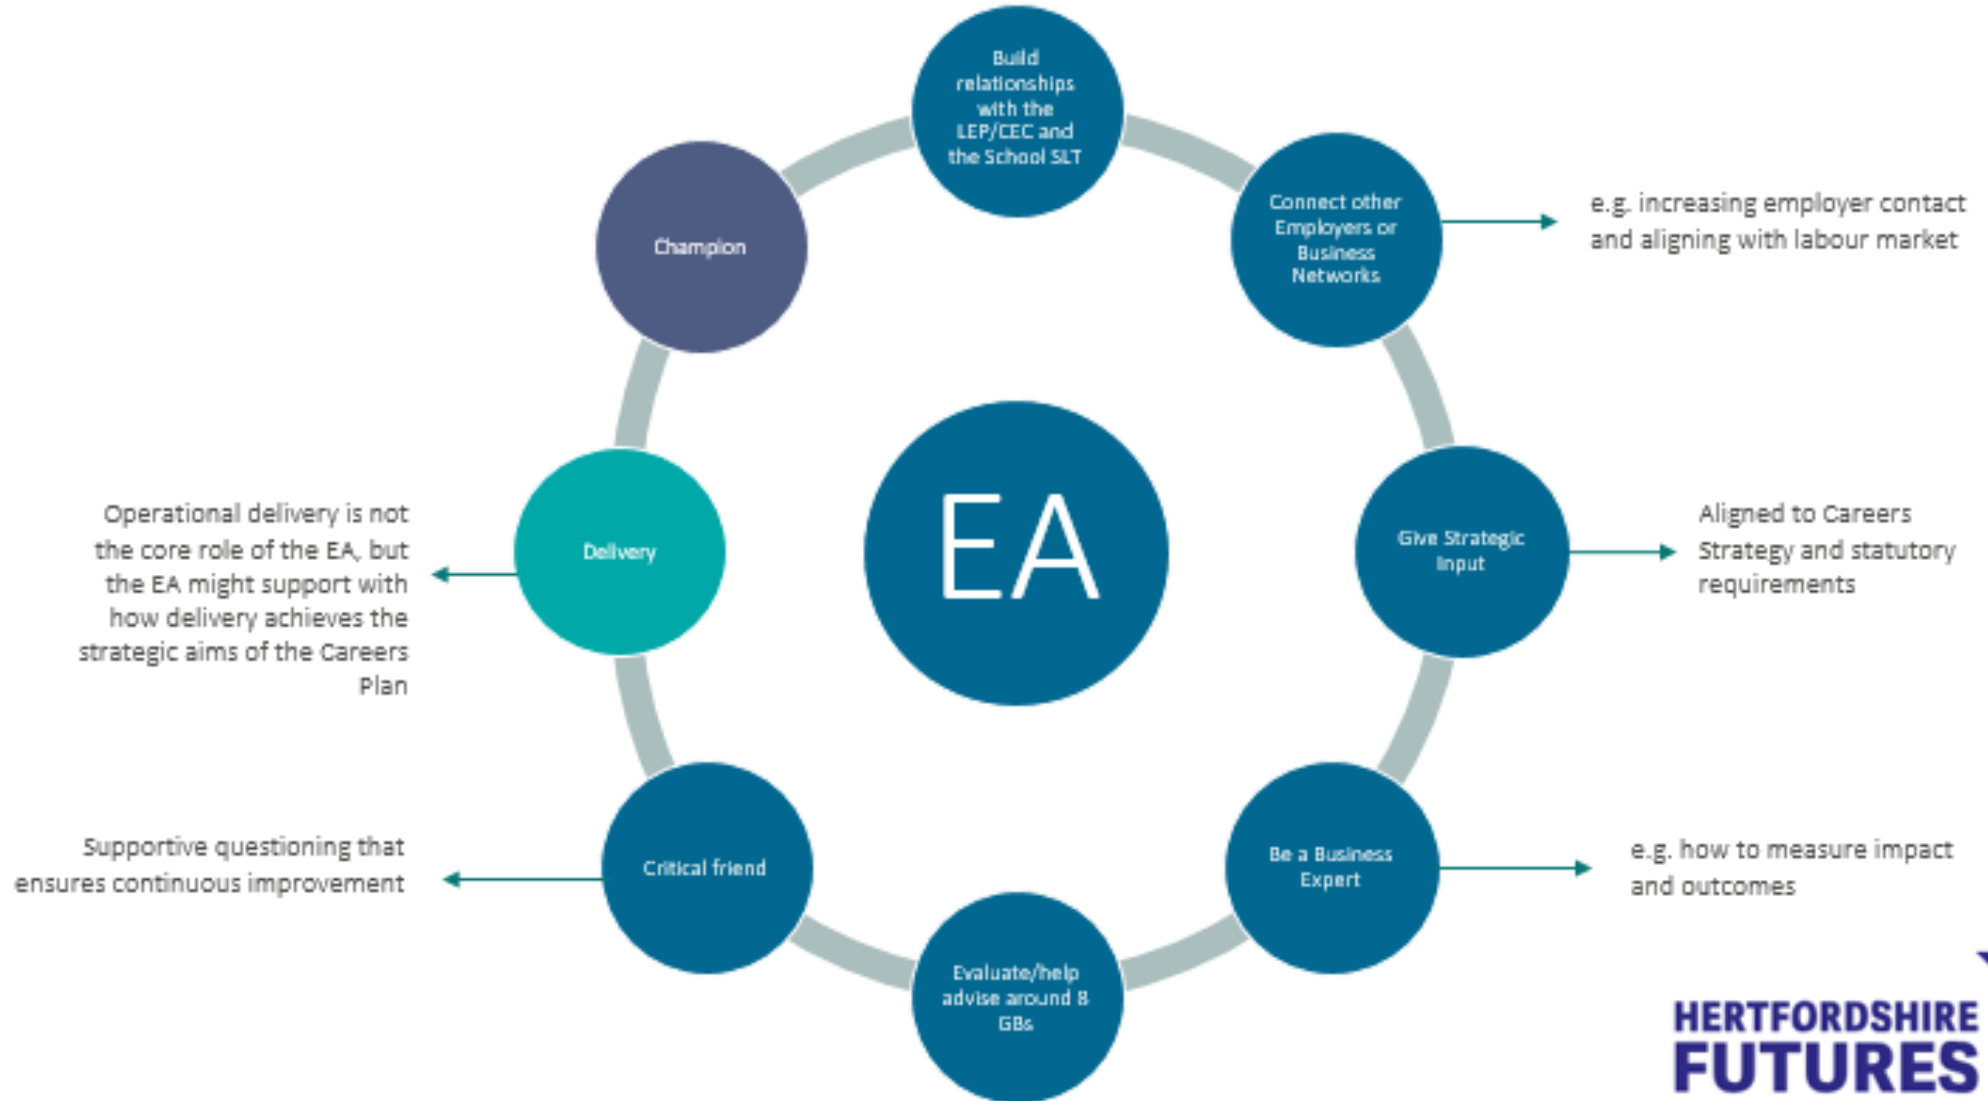 Build
relationships
with the
LEP/CEC and
the School SLT
Connect other
Employers or
Business
Networks
e.g. increasing employer contact
and aligning with labour market
Champion
EA
Give Strategic
Input
Aligned to Careers
Strategy and statutory
requirements
Delivery
Operational delivery is not
the core role of the EA, but
the EA might support with
how delivery achieves the
strategic aims of the Careers
Plan
Be a Business
Expert
e.g. how to measure impact
and outcomes
Critical friend
Supportive questioning that
ensures continuous improvement
Evaluate/help
advise around 8
GBs
HERTFORDSHIRE
FUTURES